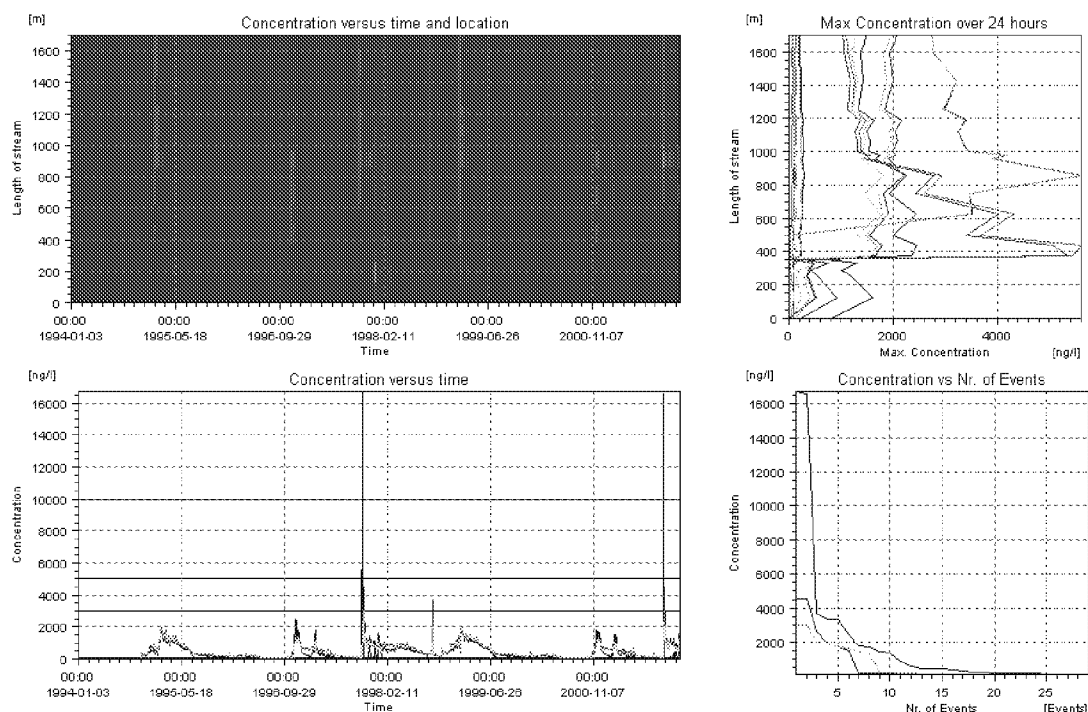 [m] Concentration versus time and location
1600
1400
1200
1000
800
600
400
200
0
Length of stream
00:00 00:00 00:00 00:00 00:00 00:00
1994-01-03 1995-05-18 1996-09-29 1998-02-11 1999-06-26 2000-11-07
Time
[m] Max Concentration over 24 hours
1600
1400
1200
1000
800
600
400
200
0
Length of stream
0 2000 4000
Max. Concentration [ng/l]
[ng/l] Concentration versus time
16000
14000
12000
10000
8000
6000
4000
2000
0
Concentration
00:00 00:00 00:00 00:00 00:00 00:00
1994-01-03 1995-05-18 1996-09-29 1998-02-11 1999-06-26 2000-11-07
Time
[ng/l] Concentration vs Nr. of Events
16000
14000
12000
10000
8000
6000
4000
2000
Concentration
5 10 15 20 25
Nr. of Events [Events]